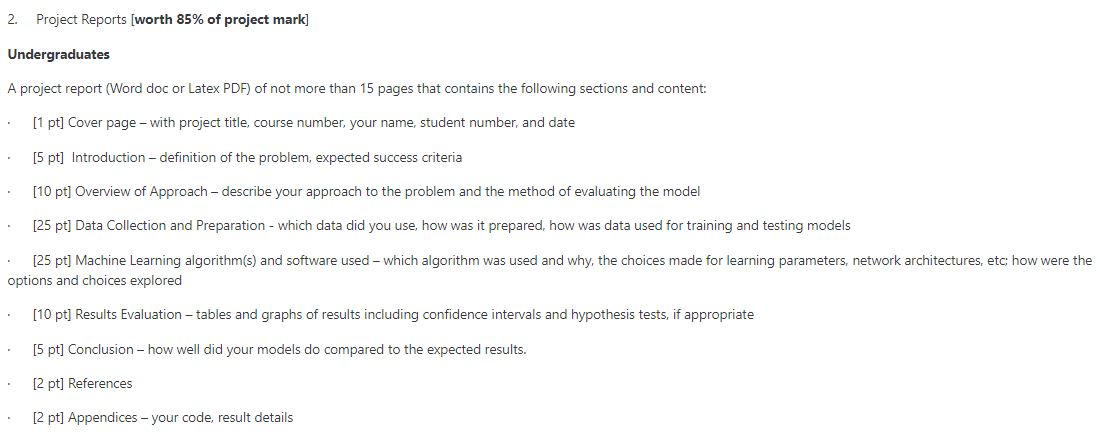 2. Project Reports [worth 85% of project mark]
Undergraduates
A project report (Word doc or Latex PDF) of not more than 15 pages that contains the following sections and content:
· [1 pt] Cover page – with project title, course number, your name, student number, and date
· [5 pt] Introduction – definition of the problem, expected success criteria
· [10 pt] Overview of Approach – describe your approach to the problem and the method of evaluating the model
· [25 pt] Data Collection and Preparation - which data did you use, how was it prepared, how was data used for training and testing models
· [25 pt] Machine Learning algorithm(s) and software used – which algorithm was used and why, the choices made for learning parameters, network architectures, etc; how were the
options and choices explored
· [10 pt] Results Evaluation – tables and graphs of results including confidence intervals and hypothesis tests, if appropriate
· [5 pt] Conclusion – how well did your models do compared to the expected results.
· [2 pt] References
· [2 pt] Appendices – your code, result details